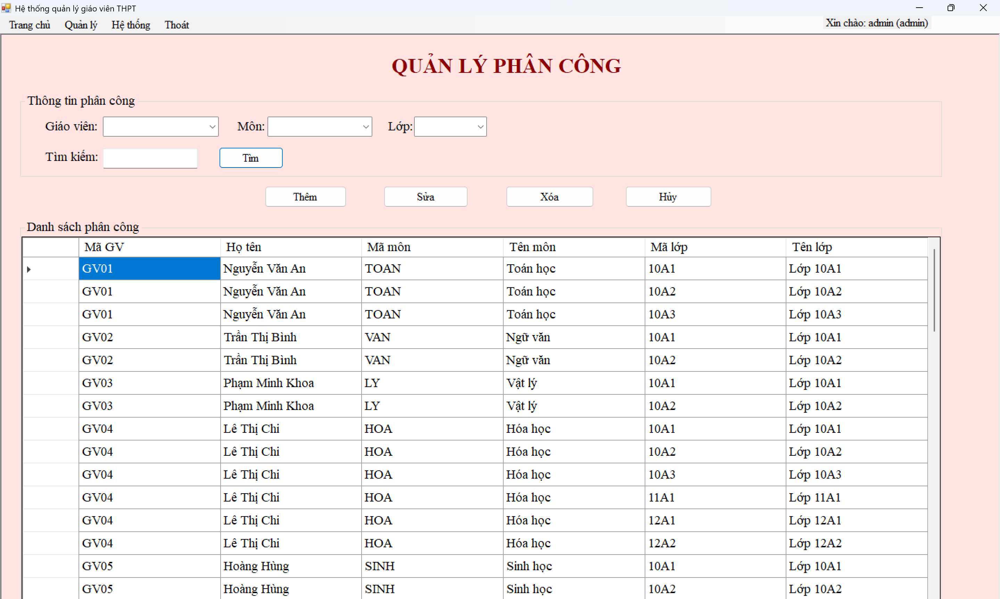 Hệ thống quản lý giáo viên THPT
Trang chủ Quản lý Hệ thống Thoát Xin chào: admin (admin)
QUẢN LÝ PHÂN CÔNG
Thông tin phân công
Giáo viên: Môn: Lớp:
Tìm kiếm: Tìm
Thêm Sửa Xóa Hủy
Danh sách phân công
Mã GV Họ tên Mã môn Tên môn Mã lớp Tên lớp
GV01 Nguyễn Văn An TOAN Toán học 10A1 Lớp 10A1
GV01 Nguyễn Văn An TOAN Toán học 10A2 Lớp 10A2
GV01 Nguyễn Văn An TOAN Toán học 10A3 Lớp 10A3
GV02 Trần Thị Bình VAN Ngữ văn 10A1 Lớp 10A1
GV02 Trần Thị Bình VAN Ngữ văn 10A2 Lớp 10A2
GV03 Phạm Minh Khoa LY Vật lý 10A1 Lớp 10A1
GV03 Phạm Minh Khoa LY Vật lý 10A2 Lớp 10A2
GV04 Lê Thị Chi HOA Hóa học 10A1 Lớp 10A1
GV04 Lê Thị Chi HOA Hóa học 10A2 Lớp 10A2
GV04 Lê Thị Chi HOA Hóa học 10A3 Lớp 10A3
GV04 Lê Thị Chi HOA Hóa học 11A1 Lớp 11A1
GV04 Lê Thị Chi HOA Hóa học 12A1 Lớp 12A1
GV04 Lê Thị Chi HOA Hóa học 12A2 Lớp 12A2
GV05 Hoàng Hùng SINH Sinh học 10A1 Lớp 10A1
GV05 Hoàng Hùng SINH Sinh học 10A2 Lớp 10A2